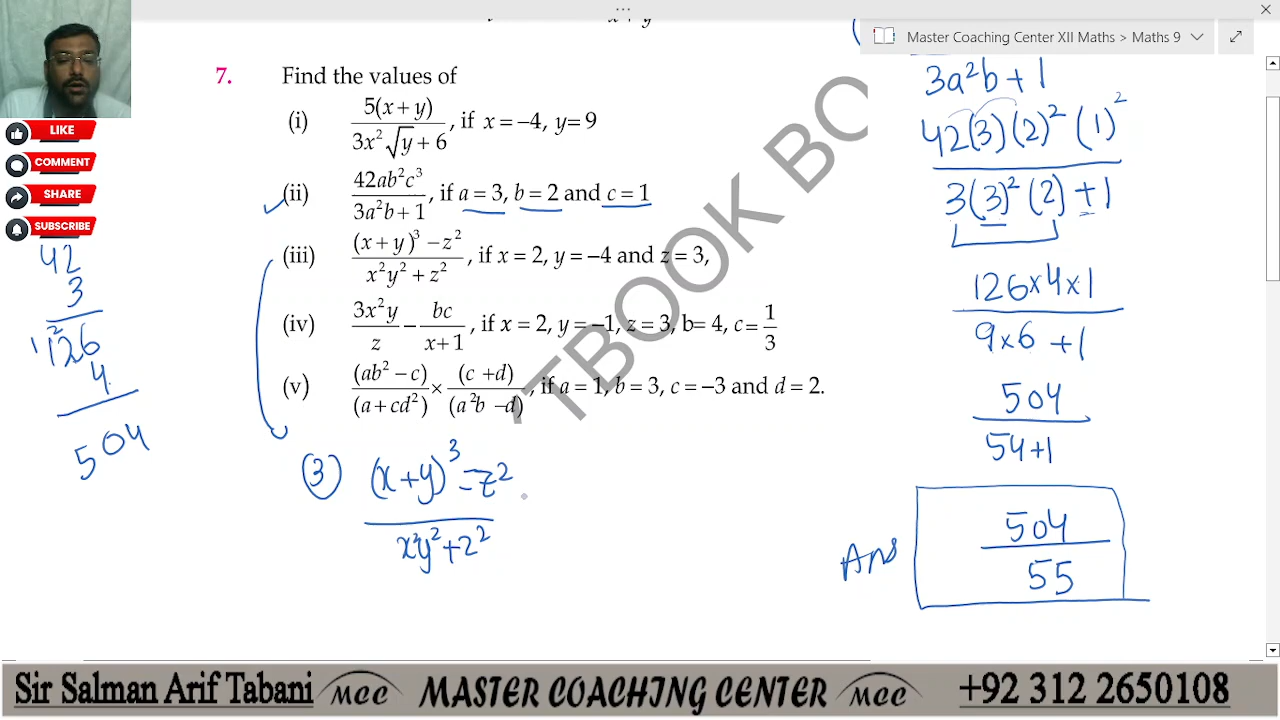 Master Coaching Center XII Maths > Maths 9
7. Find the values of
(i) 5(x + y) / 3x² √y + 6, if x = −4, y = 9
(ii) 42ab²c³ / 3a²b + 1, if a = 3, b = 2 and c = 1
(iii) (x + y)³ − z² / x²y² + z², if x = 2, y = −4 and z = 3,
(iv) 3x²y / z − bc / x + 1, if x = 2, y = −1, z = 3, b = 4, c = 1/3
(v) (ab² − c) / (a + cd²) × (c + d) / (a²b − d), if a = 1, b = 3, c = −3 and d = 2.
TBOOK BO
LIKE
COMMENT
SHARE
SUBSCRIBE
42
3
126
4
504
(3) (x + y)³ − z²
x²y² + z²
3a²b + 1
42(3)(2)²(1)²
3(3)²(2) + 1
126 × 4 × 1
9 × 6 + 1
504
54 + 1
Ans 504
55
Sir Salman Arif Tabani MCC MASTER COACHING CENTER MCC +92 312 2650108